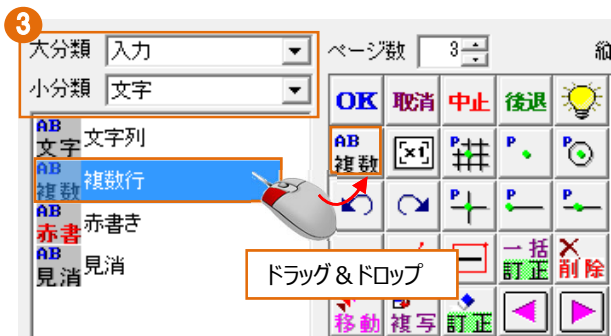 3
大分類 入力
小分類 文字
AB
文字 文字列
AB
複数 複数行
AB
赤書 赤書き
AB
見消 見消
ページ数 3
OK 取消 中止 後退
AB
複数 [x1] P P P
P P P
一括
訂正 削除
移動 複写 訂正
ドラッグ＆ドロップ